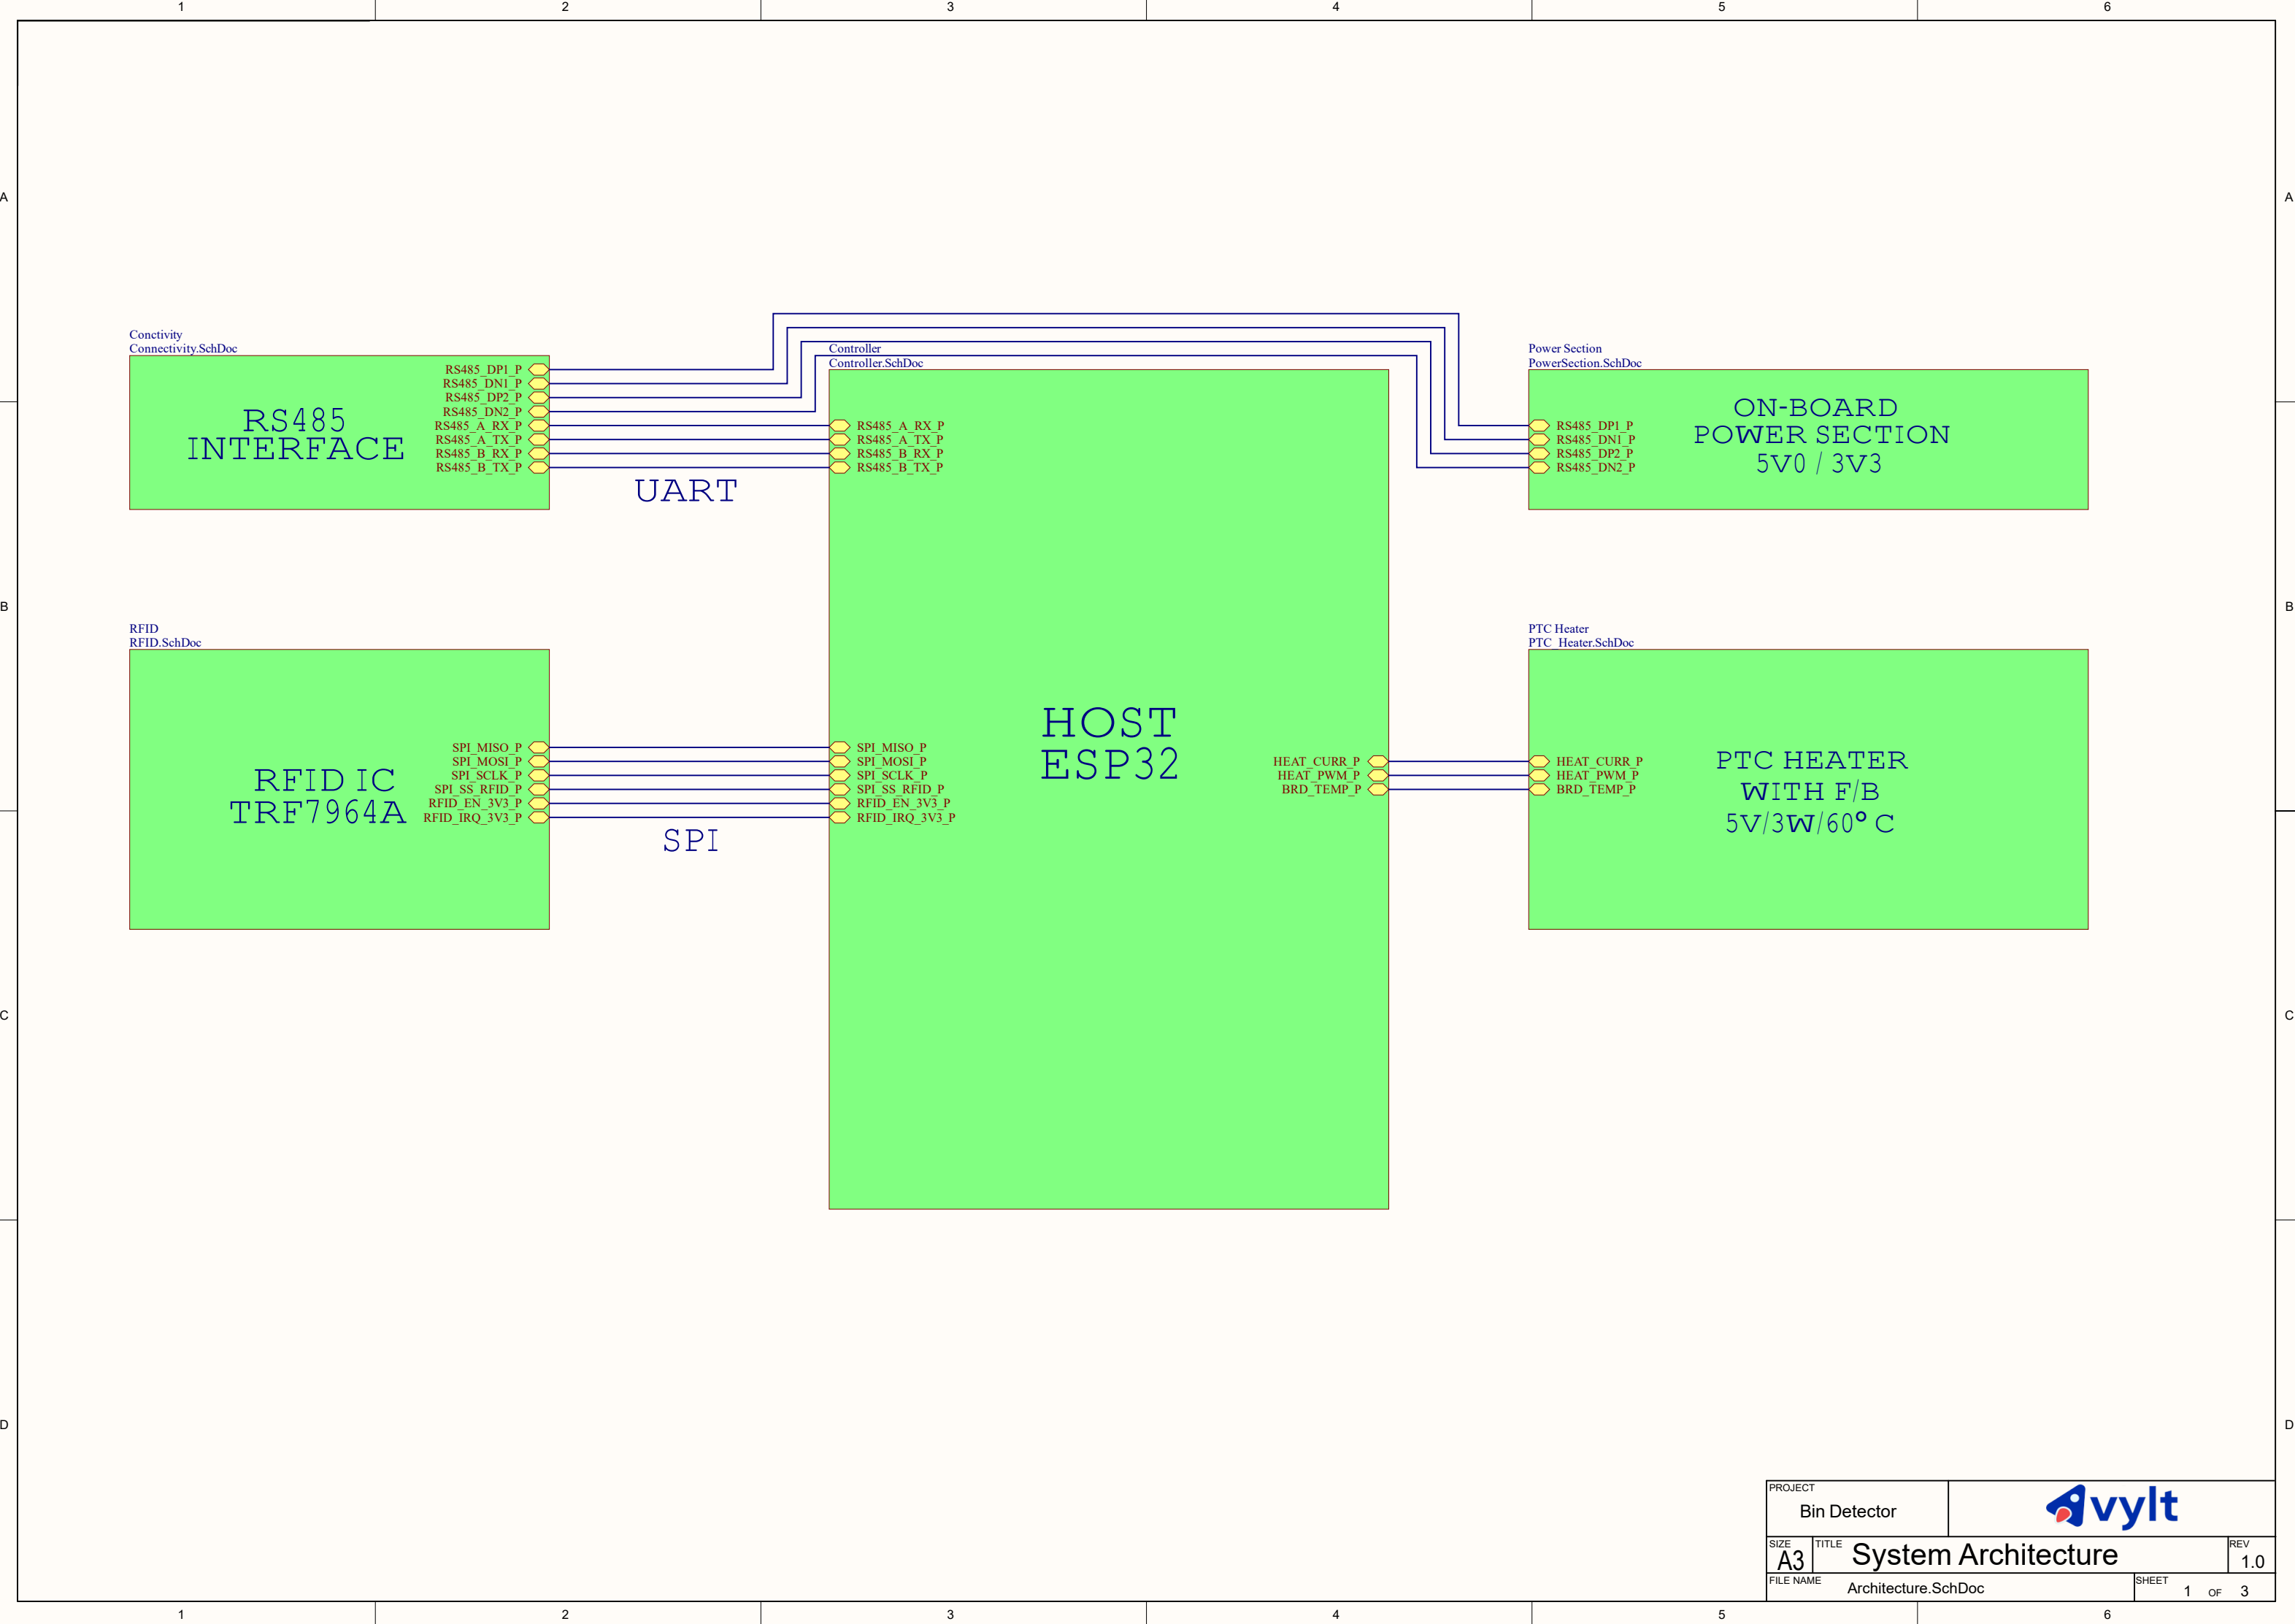 1 2 3 4 5 6
A A
Conctivity
Connectivity.SchDoc
RS485
INTERFACE
RS485_DP1_P
RS485_DN1_P
RS485_DP2_P
RS485_DN2_P
RS485_A_RX_P
RS485_A_TX_P
RS485_B_RX_P
RS485_B_TX_P
UART
Controller
Controller.SchDoc
RS485_A_RX_P
RS485_A_TX_P
RS485_B_RX_P
RS485_B_TX_P
Power Section
PowerSection.SchDoc
RS485_DP1_P
RS485_DN1_P
RS485_DP2_P
RS485_DN2_P
ON-BOARD
POWER SECTION
5V0 / 3V3
B B
RFID
RFID.SchDoc
RFID IC
TRF7964A
SPI_MISO_P
SPI_MOSI_P
SPI_SCLK_P
SPI_SS_RFID_P
RFID_EN_3V3_P
RFID_IRQ_3V3_P
SPI
SPI_MISO_P
SPI_MOSI_P
SPI_SCLK_P
SPI_SS_RFID_P
RFID_EN_3V3_P
RFID_IRQ_3V3_P
HOST
ESP32
HEAT_CURR_P
HEAT_PWM_P
BRD_TEMP_P
PTC Heater
PTC_Heater.SchDoc
HEAT_CURR_P
HEAT_PWM_P
BRD_TEMP_P
PTC HEATER
WITH F/B
5V/3W/60° C
C C
D D
PROJECT
Bin Detector
vylt
SIZE
A3
TITLE
System Architecture
REV
1.0
FILE NAME
Architecture.SchDoc
SHEET
1 OF 3
1 2 3 4 5 6